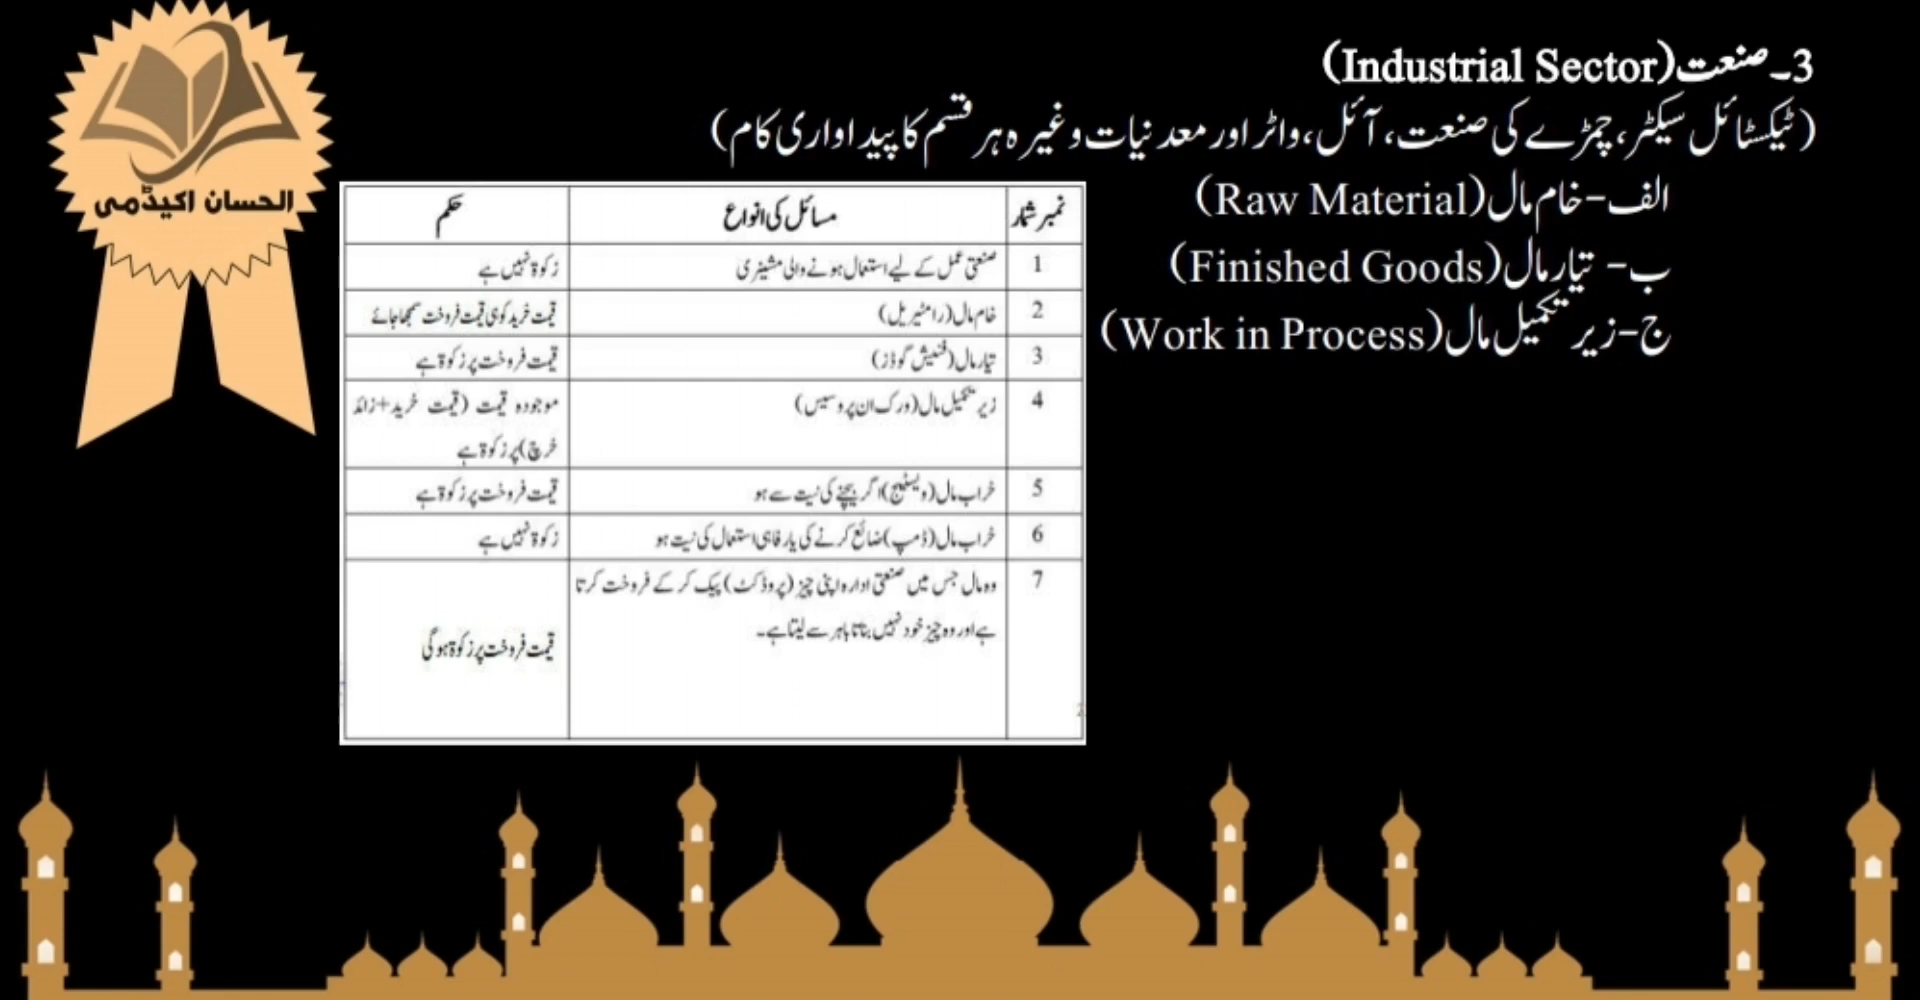 3۔صنعت(Industrial Sector)
(ٹیکسٹائل سیکٹر،چمڑے کی صنعت، آئل،واٹر اور معدنیات وغیرہ ہر قسم کا پیداواری کام)
الف-خام مال(Raw Material)
ب- تیار مال(Finished Goods)
ج-زیر تکمیل مال(Work in Process)
الحسان اکیڈمی
نمبر شمار مسائل کی انواع حکم
1 صنعتی عمل کے لیے استعمال ہونے والی مشینری زکوۃ نہیں ہے
2 خام مال(را مٹیریل) قیمت خرید کو ہی قیمت فروخت سمجھا جائے
3 تیار مال(فنیش گوڈز) قیمت فروخت پر زکوۃ ہے
4 زیر تکمیل مال(ورک ان پروسیس) موجودہ قیمت (قیمت خرید+زائد
خرچ)پر زکوۃ ہے
5 خراب مال(ویسٹیج)اگر بیچنے کی نیت سے ہو قیمت فروخت پر زکوۃ ہے
6 خراب مال(ڈمپ)ضائع کرنے کی یا رفاہی استعمال کی نیت ہو زکوۃ نہیں ہے
7 وہ مال جس میں صنعتی ادارہ اپنی چیز (پروڈکٹ) پیک کر کے فروخت کرتا
ہے اور وہ چیز خود نہیں بناتا باہر سے لیتا ہے۔
قیمت فروخت پر زکوۃ ہو گی